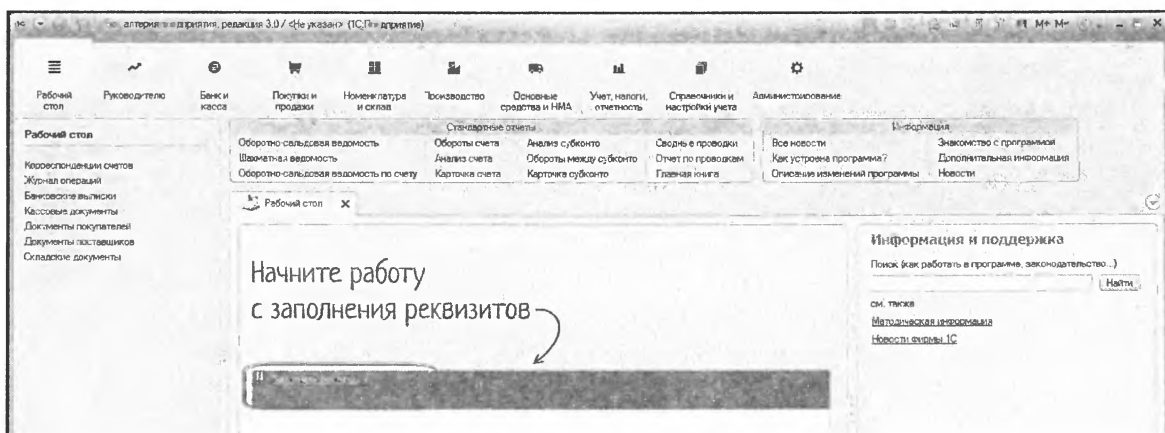 редакция 3.0 / <Не указан> (1С:Предприятие) М+ М-
Рабочий стол
Руководителю
Банк и касса
Покупки и продажи
Номенклатура и склад
Производство
Основные средства и НМА
Учет, налоги, отчетность
Справочники и настройки учета
Администрирование
Рабочий стол
Корреспонденции счетов
Журнал операций
Банковские выписки
Кассовые документы
Документы покупателей
Документы поставщиков
Складские документы
Стандартные отчеты
Оборотно-сальдовая ведомость
Шахматная ведомость
Оборотно-сальдовая ведомость по счету
Обороты счета
Анализ счета
Карточка счета
Анализ субконто
Обороты между субконто
Карточка субконто
Сводные проводки
Отчет по проводкам
Главная книга
Информация
Все новости
Как устроена программа?
Описание изменений программы
Знакомство с программой
Дополнительная информация
Новости
Рабочий стол
Начните работу
с заполнения реквизитов
Информация и поддержка
Поиск (как работать в программе, законодательство...)
Найти
см. также
Методическая информация
Новости фирмы 1С